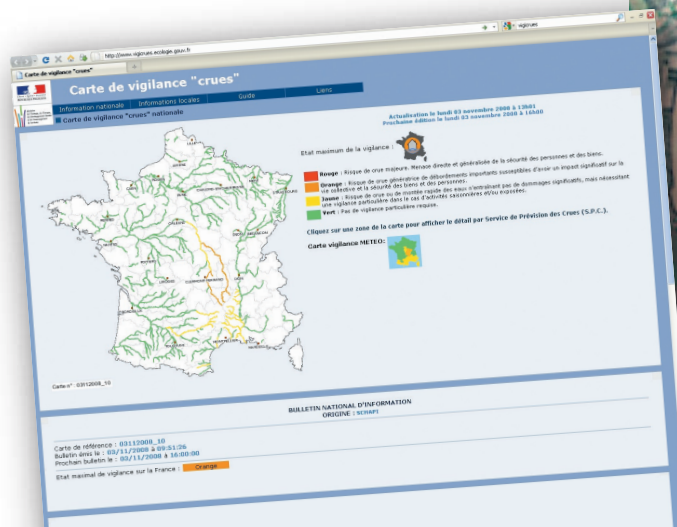 http://www.vigicrues.ecologie.gouv.fr
vigicrues
Carte de vigilance "crues"
Carte de vigilance "crues"
Information nationale
Informations locales
Guide
Liens
Carte de vigilance "crues" nationale
Actualisation le lundi 03 novembre 2008 à 13h01
Prochaine édition le lundi 03 novembre 2008 à 16h00
Etat maximum de la vigilance :
Rouge : Risque de crue majeure. Menace directe et généralisée de la sécurité des personnes et des biens.
Orange : Risque de crue génératrice de débordements importants susceptibles d'avoir un impact significatif sur la
vie collective et la sécurité des biens et des personnes.
Jaune : Risque de crue ou de montée rapide des eaux n'entraînant pas de dommages significatifs, mais nécessitant
une vigilance particulière dans le cas d'activités saisonnières et/ou exposées.
Vert : Pas de vigilance particulière requise.
Cliquez sur une zone de la carte pour afficher le détail par Service de Prévision des Crues (S.P.C.).
Carte vigilance METEO:
LILLE
STRASBOURG
ORLEANS
LYON
TOULOUSE
MONTPELLIER
Carte n° : 03112008_10
BULLETIN NATIONAL D'INFORMATION
ORIGINE : SCHAPI
Carte de référence : 03112008_10
Bulletin émis le : 03/11/2008 à 09:51:26
Prochain bulletin le : 03/11/2008 à 16:00:00
Etat maximal de vigilance sur la France :
Orange